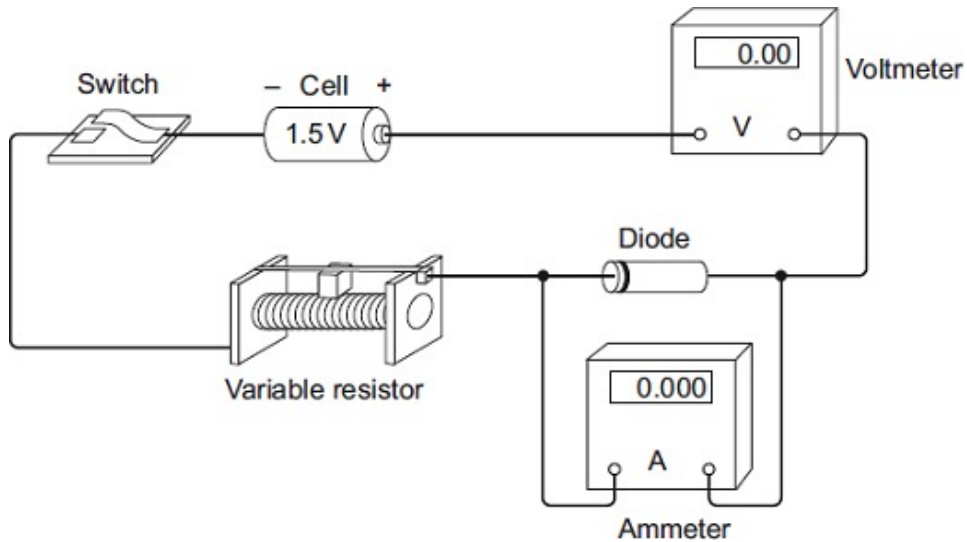 0.00
Voltmeter
Switch
– Cell +
1.5 V
V
Diode
0.000
Variable resistor
A
Ammeter